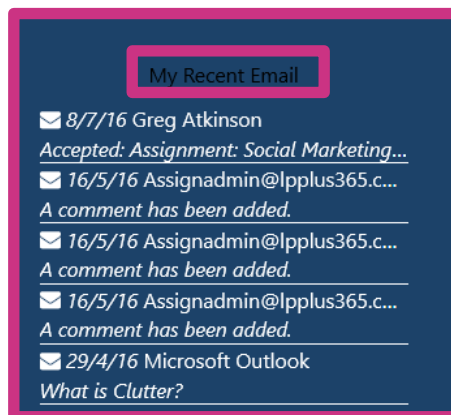 My Recent Email
8/7/16 Greg Atkinson
Accepted: Assignment: Social Marketing...
16/5/16 Assignadmin@lpplus365.c...
A comment has been added.
16/5/16 Assignadmin@lpplus365.c...
A comment has been added.
16/5/16 Assignadmin@lpplus365.c...
A comment has been added.
29/4/16 Microsoft Outlook
What is Clutter?